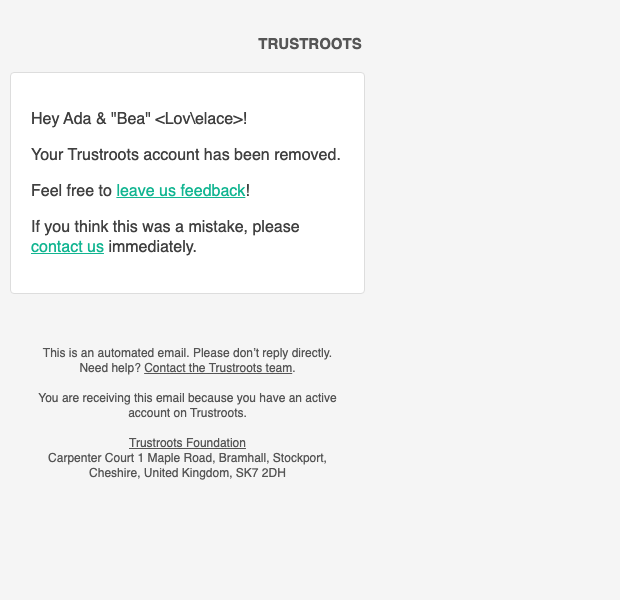 TRUSTROOTS
Hey Ada & "Bea" <Lov\elace>!
Your Trustroots account has been removed.
Feel free to leave us feedback!
If you think this was a mistake, please
contact us immediately.
This is an automated email. Please don’t reply directly.
Need help? Contact the Trustroots team.
You are receiving this email because you have an active
account on Trustroots.
Trustroots Foundation
Carpenter Court 1 Maple Road, Bramhall, Stockport,
Cheshire, United Kingdom, SK7 2DH